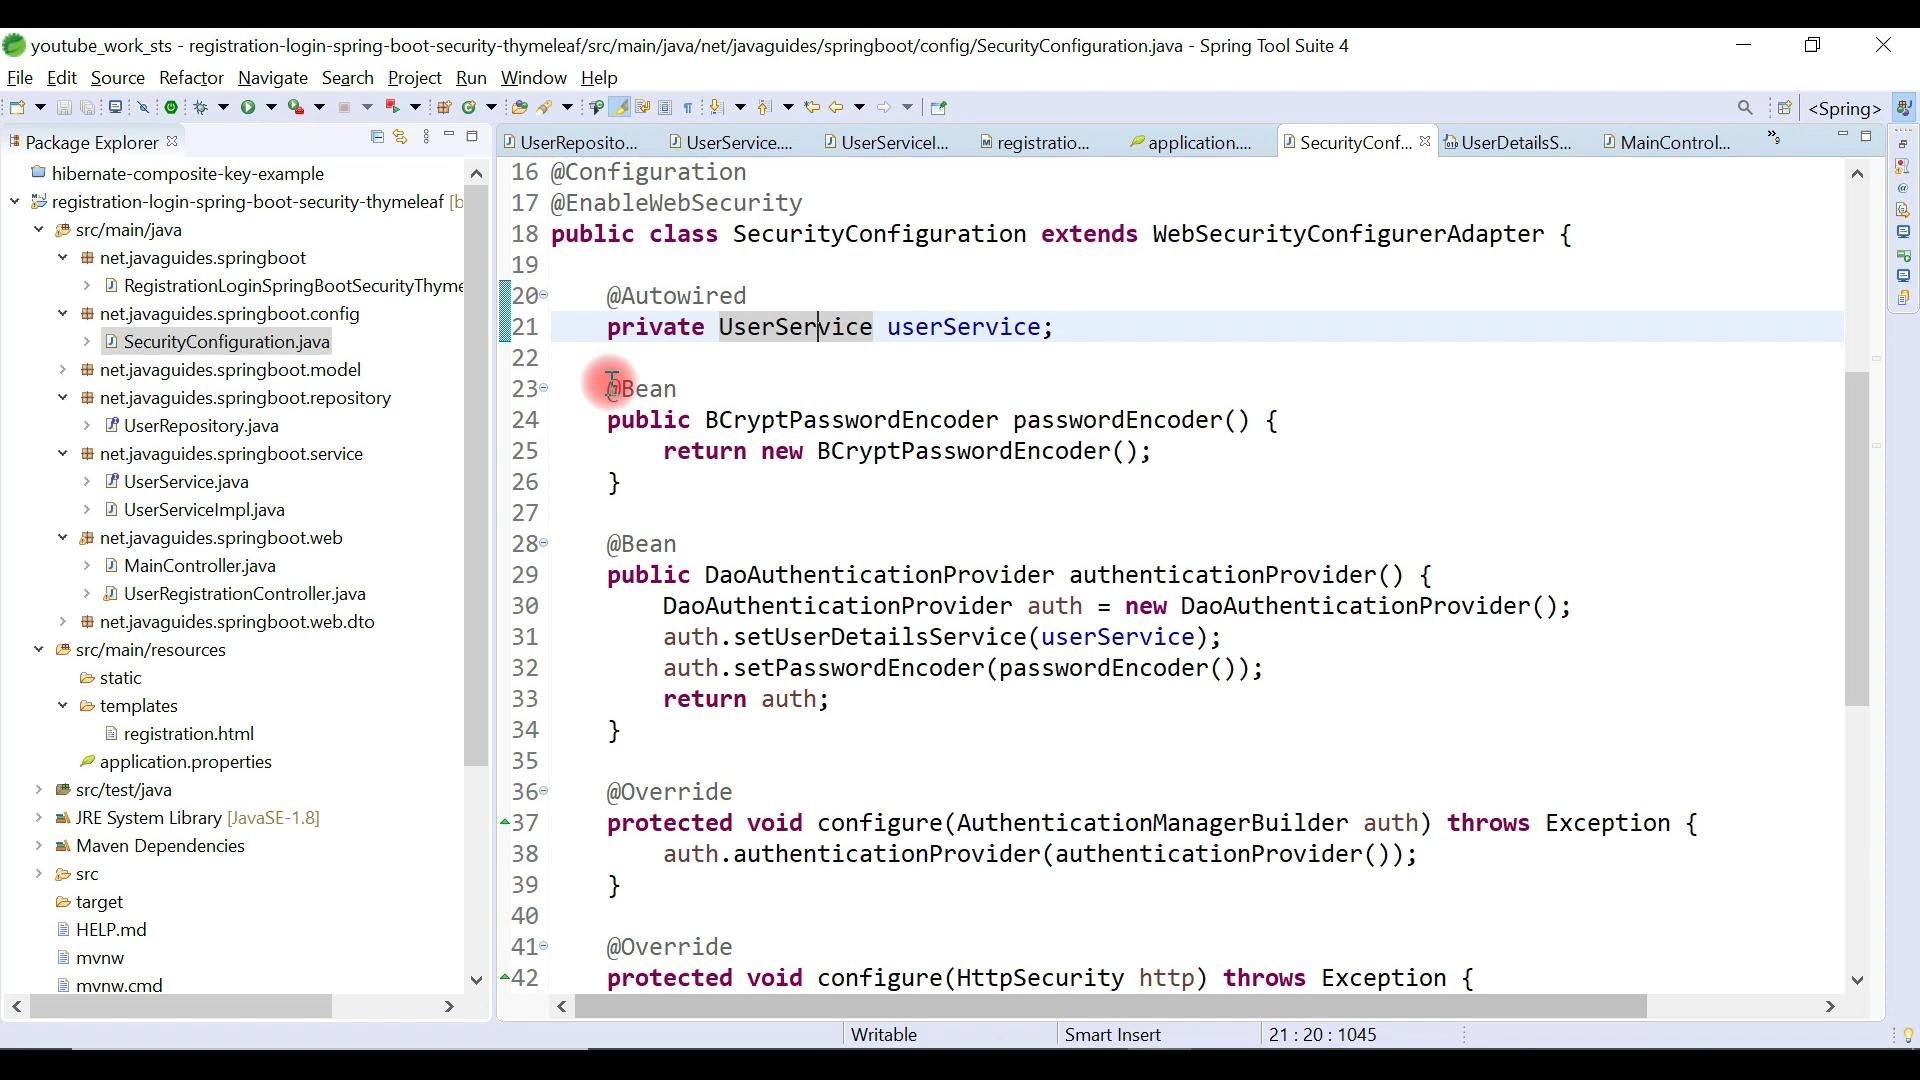 youtube_work_sts - registration-login-spring-boot-security-thymeleaf/src/main/java/net/javaguides/springboot/config/SecurityConfiguration.java - Spring Tool Suite 4
File Edit Source Refactor Navigate Search Project Run Window Help
<Spring>
Package Explorer
hibernate-composite-key-example
registration-login-spring-boot-security-thymeleaf [b
src/main/java
net.javaguides.springboot
RegistrationLoginSpringBootSecurityThyme
net.javaguides.springboot.config
SecurityConfiguration.java
net.javaguides.springboot.model
net.javaguides.springboot.repository
UserRepository.java
net.javaguides.springboot.service
UserService.java
UserServiceImpl.java
net.javaguides.springboot.web
MainController.java
UserRegistrationController.java
net.javaguides.springboot.web.dto
src/main/resources
static
templates
registration.html
application.properties
src/test/java
JRE System Library [JavaSE-1.8]
Maven Dependencies
src
target
HELP.md
mvnw
mvnw.cmd
UserReposito... UserService.... UserServiceI... registratio... application.... SecurityConf... UserDetailsS... MainControl... »9
16 @Configuration
17 @EnableWebSecurity
18 public class SecurityConfiguration extends WebSecurityConfigurerAdapter {
19
20 @Autowired
21 private UserService userService;
22
23 @Bean
24 public BCryptPasswordEncoder passwordEncoder() {
25 return new BCryptPasswordEncoder();
26 }
27
28 @Bean
29 public DaoAuthenticationProvider authenticationProvider() {
30 DaoAuthenticationProvider auth = new DaoAuthenticationProvider();
31 auth.setUserDetailsService(userService);
32 auth.setPasswordEncoder(passwordEncoder());
33 return auth;
34 }
35
36 @Override
37 protected void configure(AuthenticationManagerBuilder auth) throws Exception {
38 auth.authenticationProvider(authenticationProvider());
39 }
40
41 @Override
42 protected void configure(HttpSecurity http) throws Exception {
Writable Smart Insert 21 : 20 : 1045